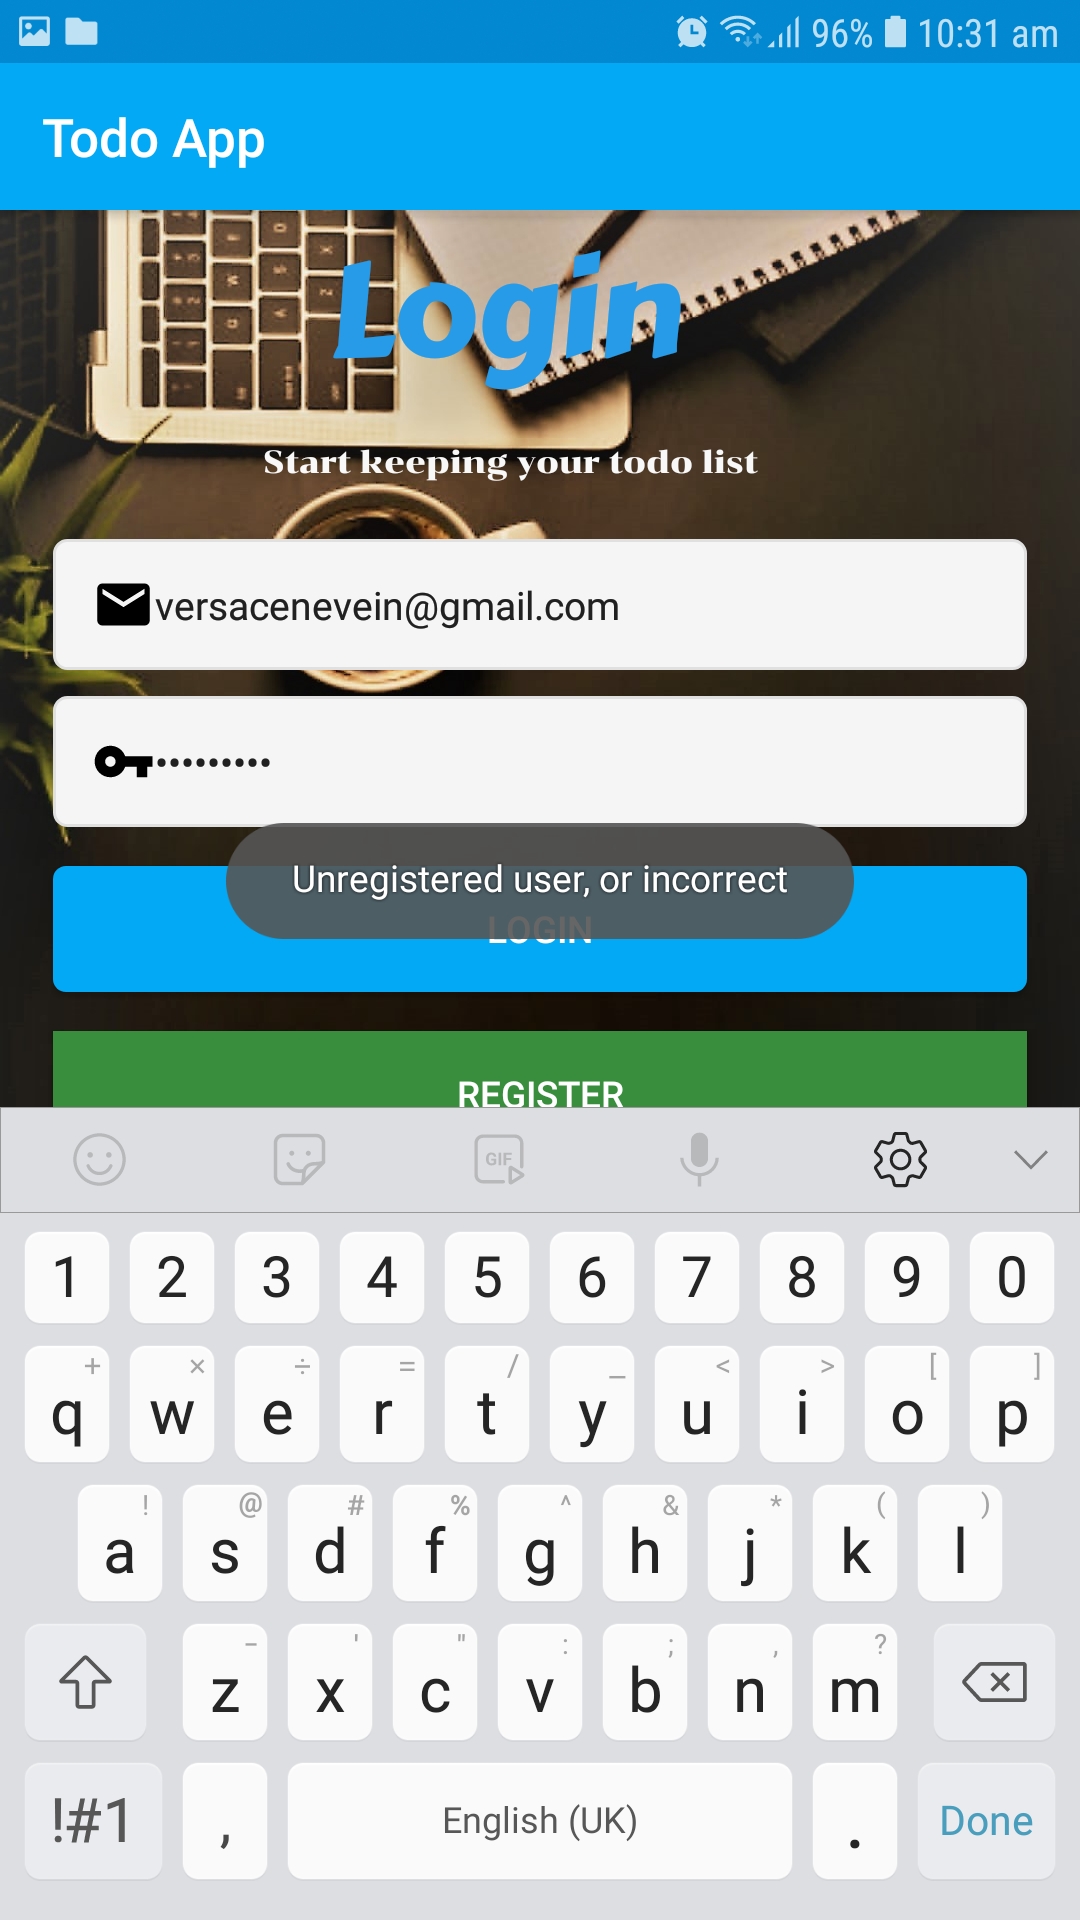 96% 10:31 am
Todo App
Login
Start keeping your todo list
versacenevein@gmail.com
•••••••••
Unregistered user, or incorrect
LOGIN
REGISTER
GIF
1 2 3 4 5 6 7 8 9 0
+ × ÷ = / _ < > [ ]
q w e r t y u i o p
! @ # % ^ & * ( )
a s d f g h j k l
- ' " : ; , ?
z x c v b n m
!#1 , English (UK) . Done